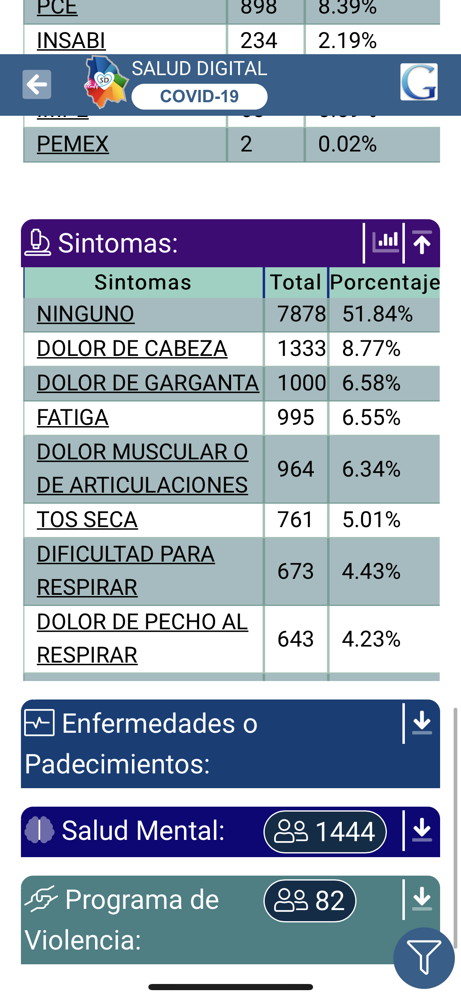 PCE 898 8.39%
INSABI 234 2.19%
SALUD DIGITAL
SD
COVID-19
G
PEMEX 2 0.02%
Sintomas:
Sintomas Total Porcentaje
NINGUNO 7878 51.84%
DOLOR DE CABEZA 1333 8.77%
DOLOR DE GARGANTA 1000 6.58%
FATIGA 995 6.55%
DOLOR MUSCULAR O
DE ARTICULACIONES 964 6.34%
TOS SECA 761 5.01%
DIFICULTAD PARA
RESPIRAR 673 4.43%
DOLOR DE PECHO AL
RESPIRAR 643 4.23%
Enfermedades o
Padecimientos:
Salud Mental: 1444
Programa de 82
Violencia: